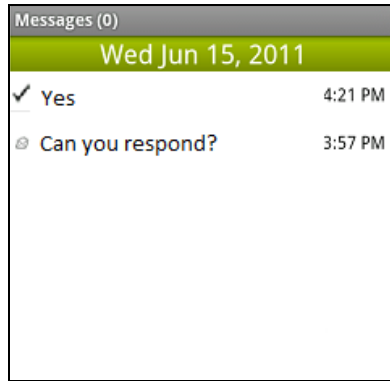 Messages (0)
Wed Jun 15, 2011
Yes 4:21 PM
Can you respond? 3:57 PM